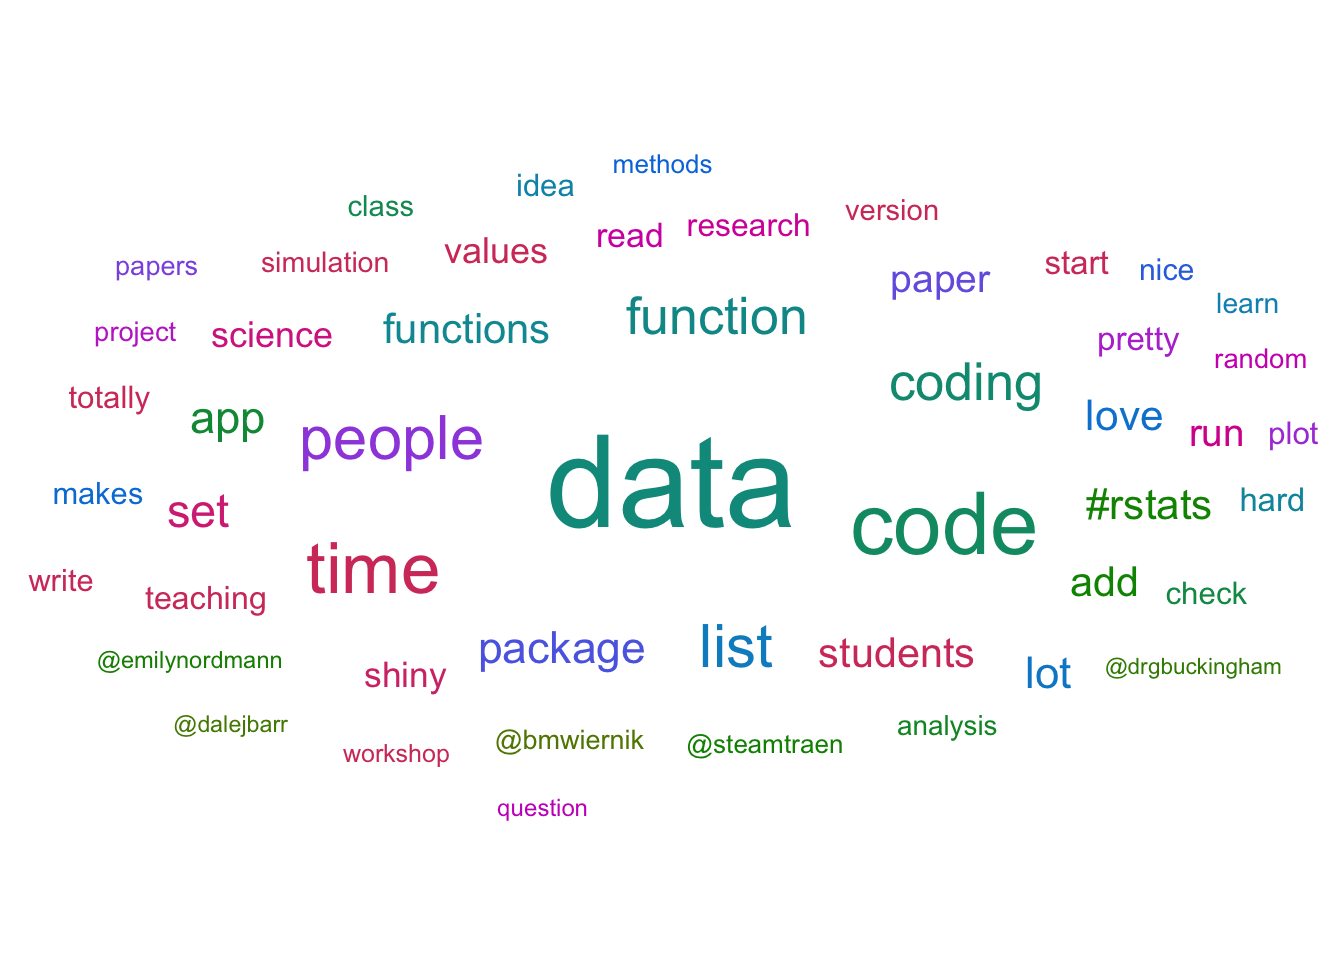 methods
idea
class
version
research
read
values
simulation
papers
start
nice
paper
learn
function
functions
science
project
pretty
random
coding
totally
app
love
run
plot
people
data
makes
set
code
#rstats
hard
time
write
teaching
add
check
package
list
students
@emilynordmann
shiny
lot
@drgbuckingham
@dalejbarr
workshop
@bmwiernik
@steamtraen
analysis
question